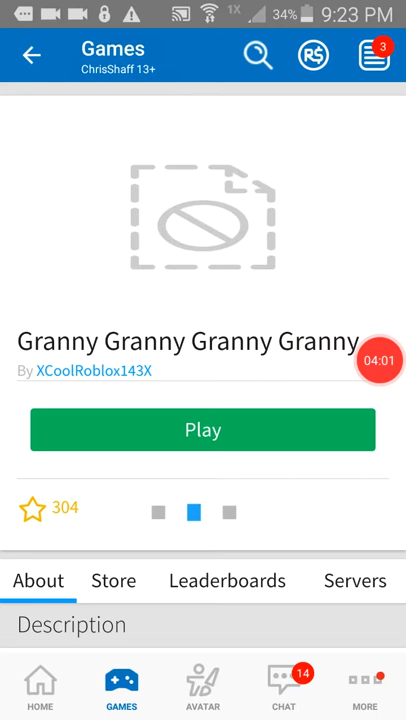 1X 34% 9:23 PM
Games
ChrisShaff 13+
R$
3
Granny Granny Granny Granny
04:01
By XCoolRoblox143X
Play
304
About Store Leaderboards Servers
Description
14
HOME GAMES AVATAR CHAT MORE